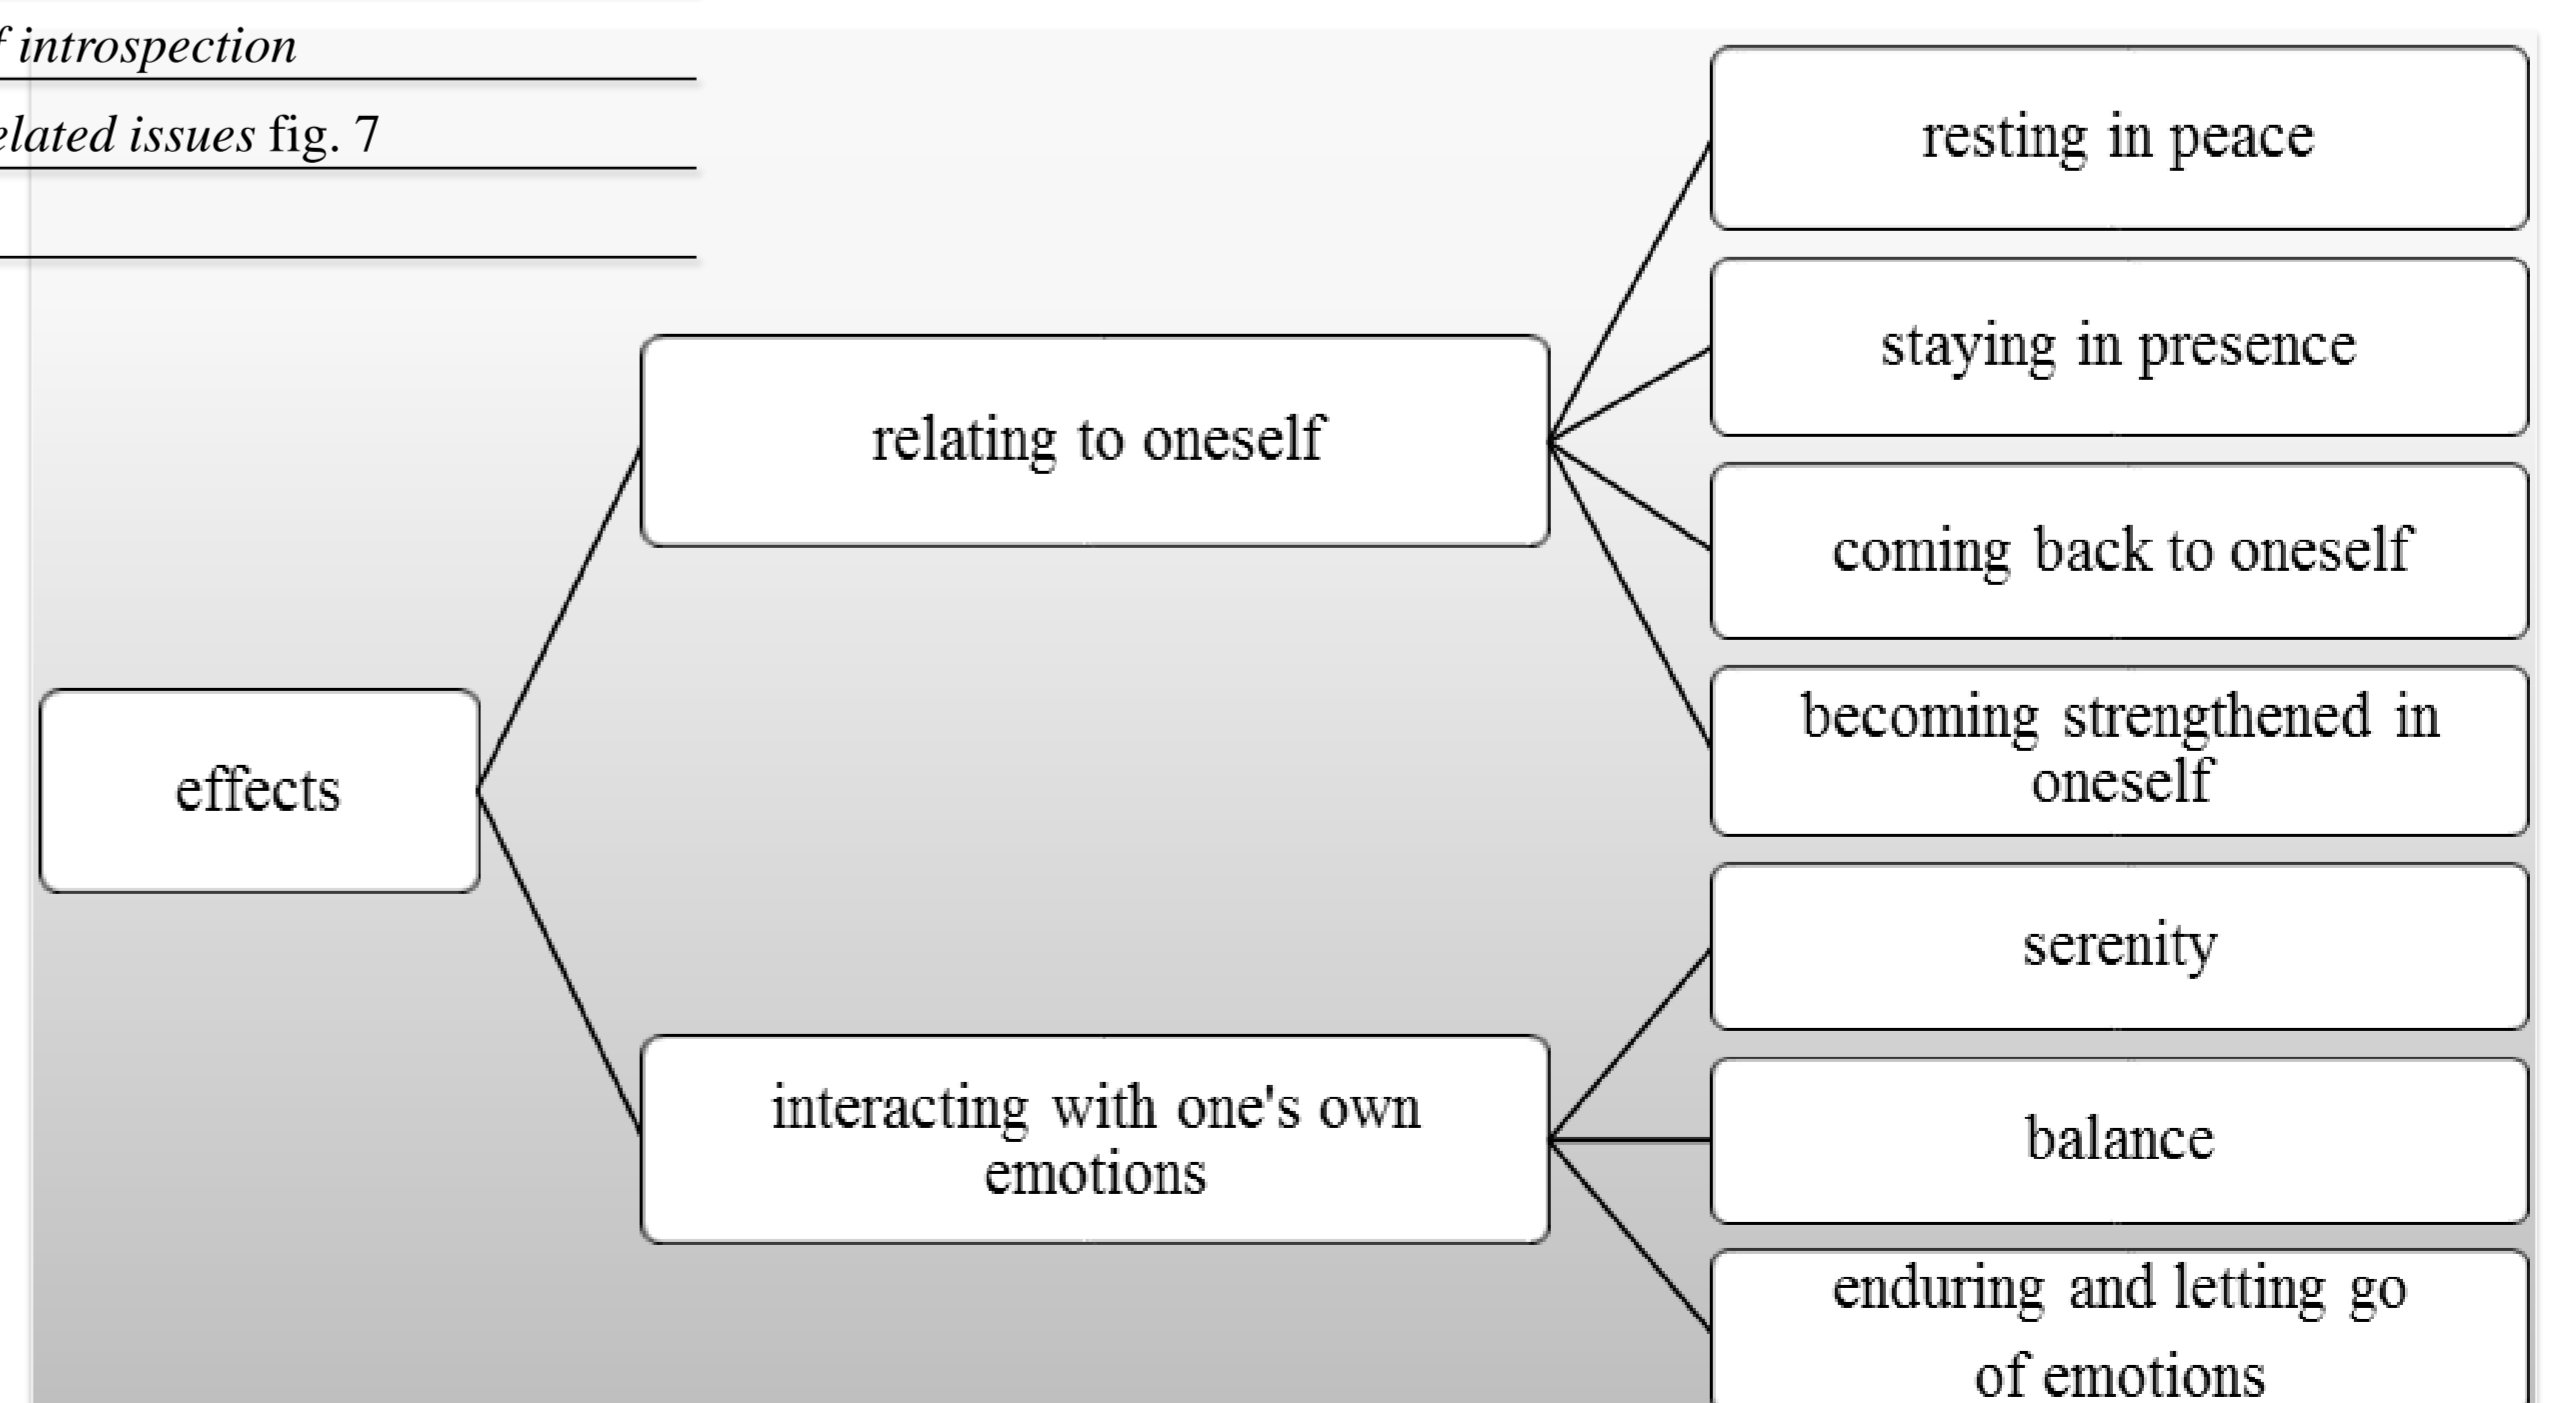 introspection
issues fig. 7
resting in peace
staying in presence
relating to oneself
coming back to oneself
becoming strengthened in
oneself
effects
serenity
interacting with one's own
emotions
balance
enduring and letting go
of emotions